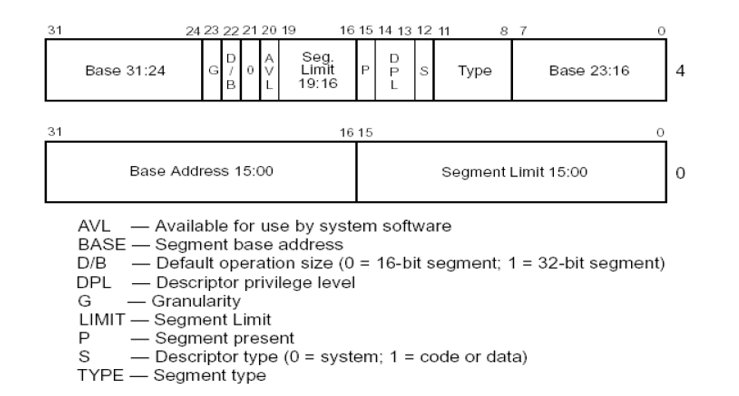 31 24 23 22 21 20 19 16 15 14 13 12 11 8 7 0
Base 31:24 G D/B 0 AVL Seg. Limit 19:16 P DPL S Type Base 23:16 4
31 16 15 0
Base Address 15:00 Segment Limit 15:00 0
AVL — Available for use by system software
BASE — Segment base address
D/B — Default operation size (0 = 16-bit segment; 1 = 32-bit segment)
DPL — Descriptor privilege level
G — Granularity
LIMIT — Segment Limit
P — Segment present
S — Descriptor type (0 = system; 1 = code or data)
TYPE — Segment type